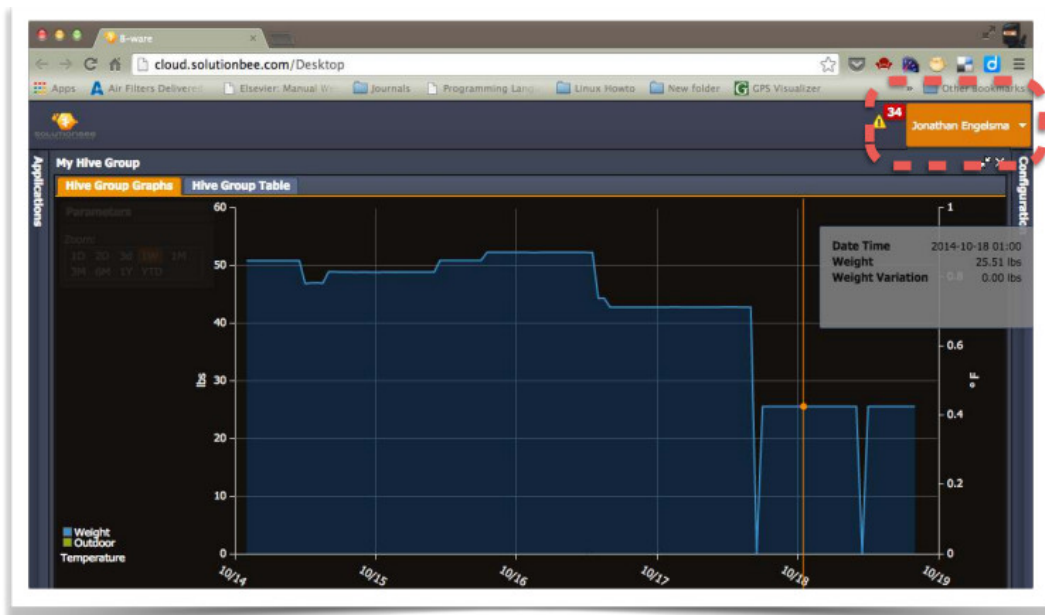 B-ware
cloud.solutionbee.com/Desktop
Apps Air Filters Delivered Elsevier: Manual W Journals Programming Lang Linux Howto New folder GPS Visualizer » Other Bookmarks
34
Jonathan Engelsma
SOLUTIONBEE
Applications
My Hive Group
Configuratio
Hive Group Graphs Hive Group Table
Parameters
Zoom:
1D 2D 3d 1W 1M
3M 6M 1Y YTD
60
50
40
30
20
10
0
lbs
1
0.8
0.6
0.4
0.2
0
°F
Date Time 2014-10-18 01:00
Weight 25.51 lbs
Weight Variation 0.00 lbs
Weight
Outdoor
Temperature
10/14 10/15 10/16 10/17 10/18 10/19